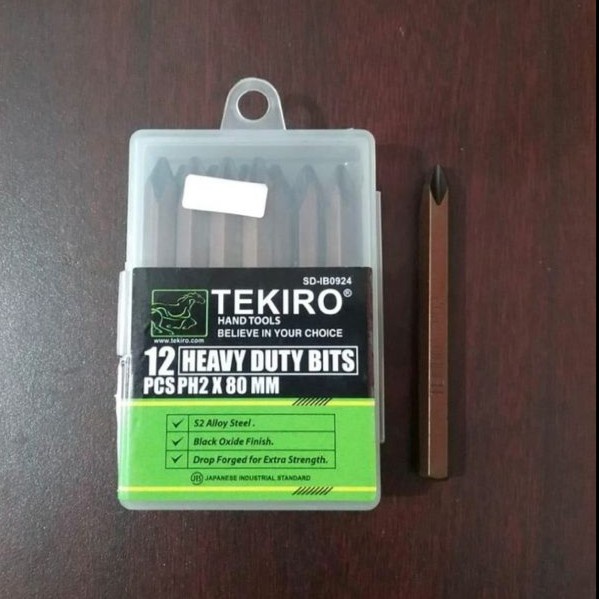 SD-IB0924
TEKIRO®
HAND TOOLS
BELIEVE IN YOUR CHOICE
www.tekiro.com
12 HEAVY DUTY BITS
PCS PH2 X 80 MM
S2 Alloy Steel .
Black Oxide Finish.
Drop Forged for Extra Strength.
JIS JAPANESE INDUSTRIAL STANDARD